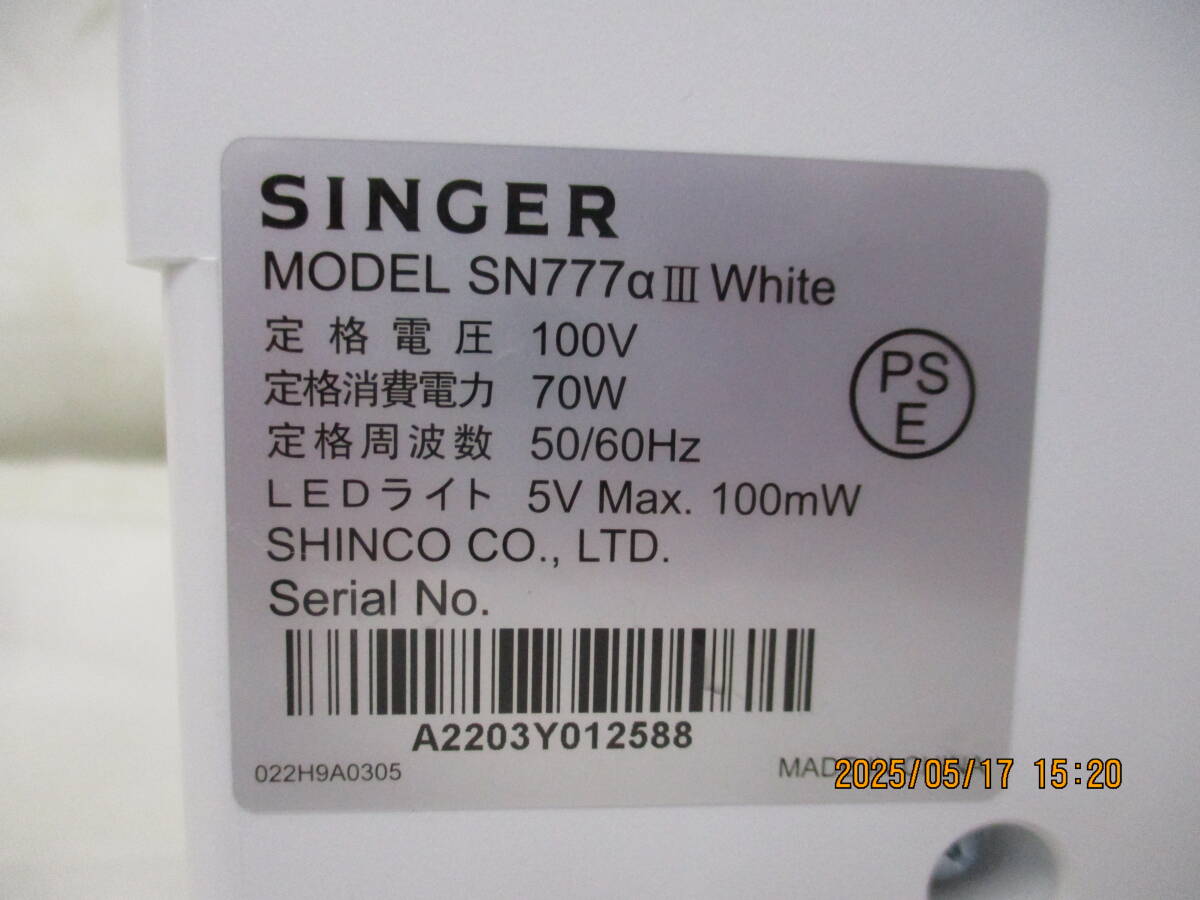 SINGER
MODEL SN777αⅢ White
定格電圧 100V
定格消費電力 70W
定格周波数 50/60Hz
LEDライト 5V Max. 100mW
SHINCO CO., LTD.
Serial No.
A2203Y012588
022H9A0305
PS
E
2025/05/17 15:20